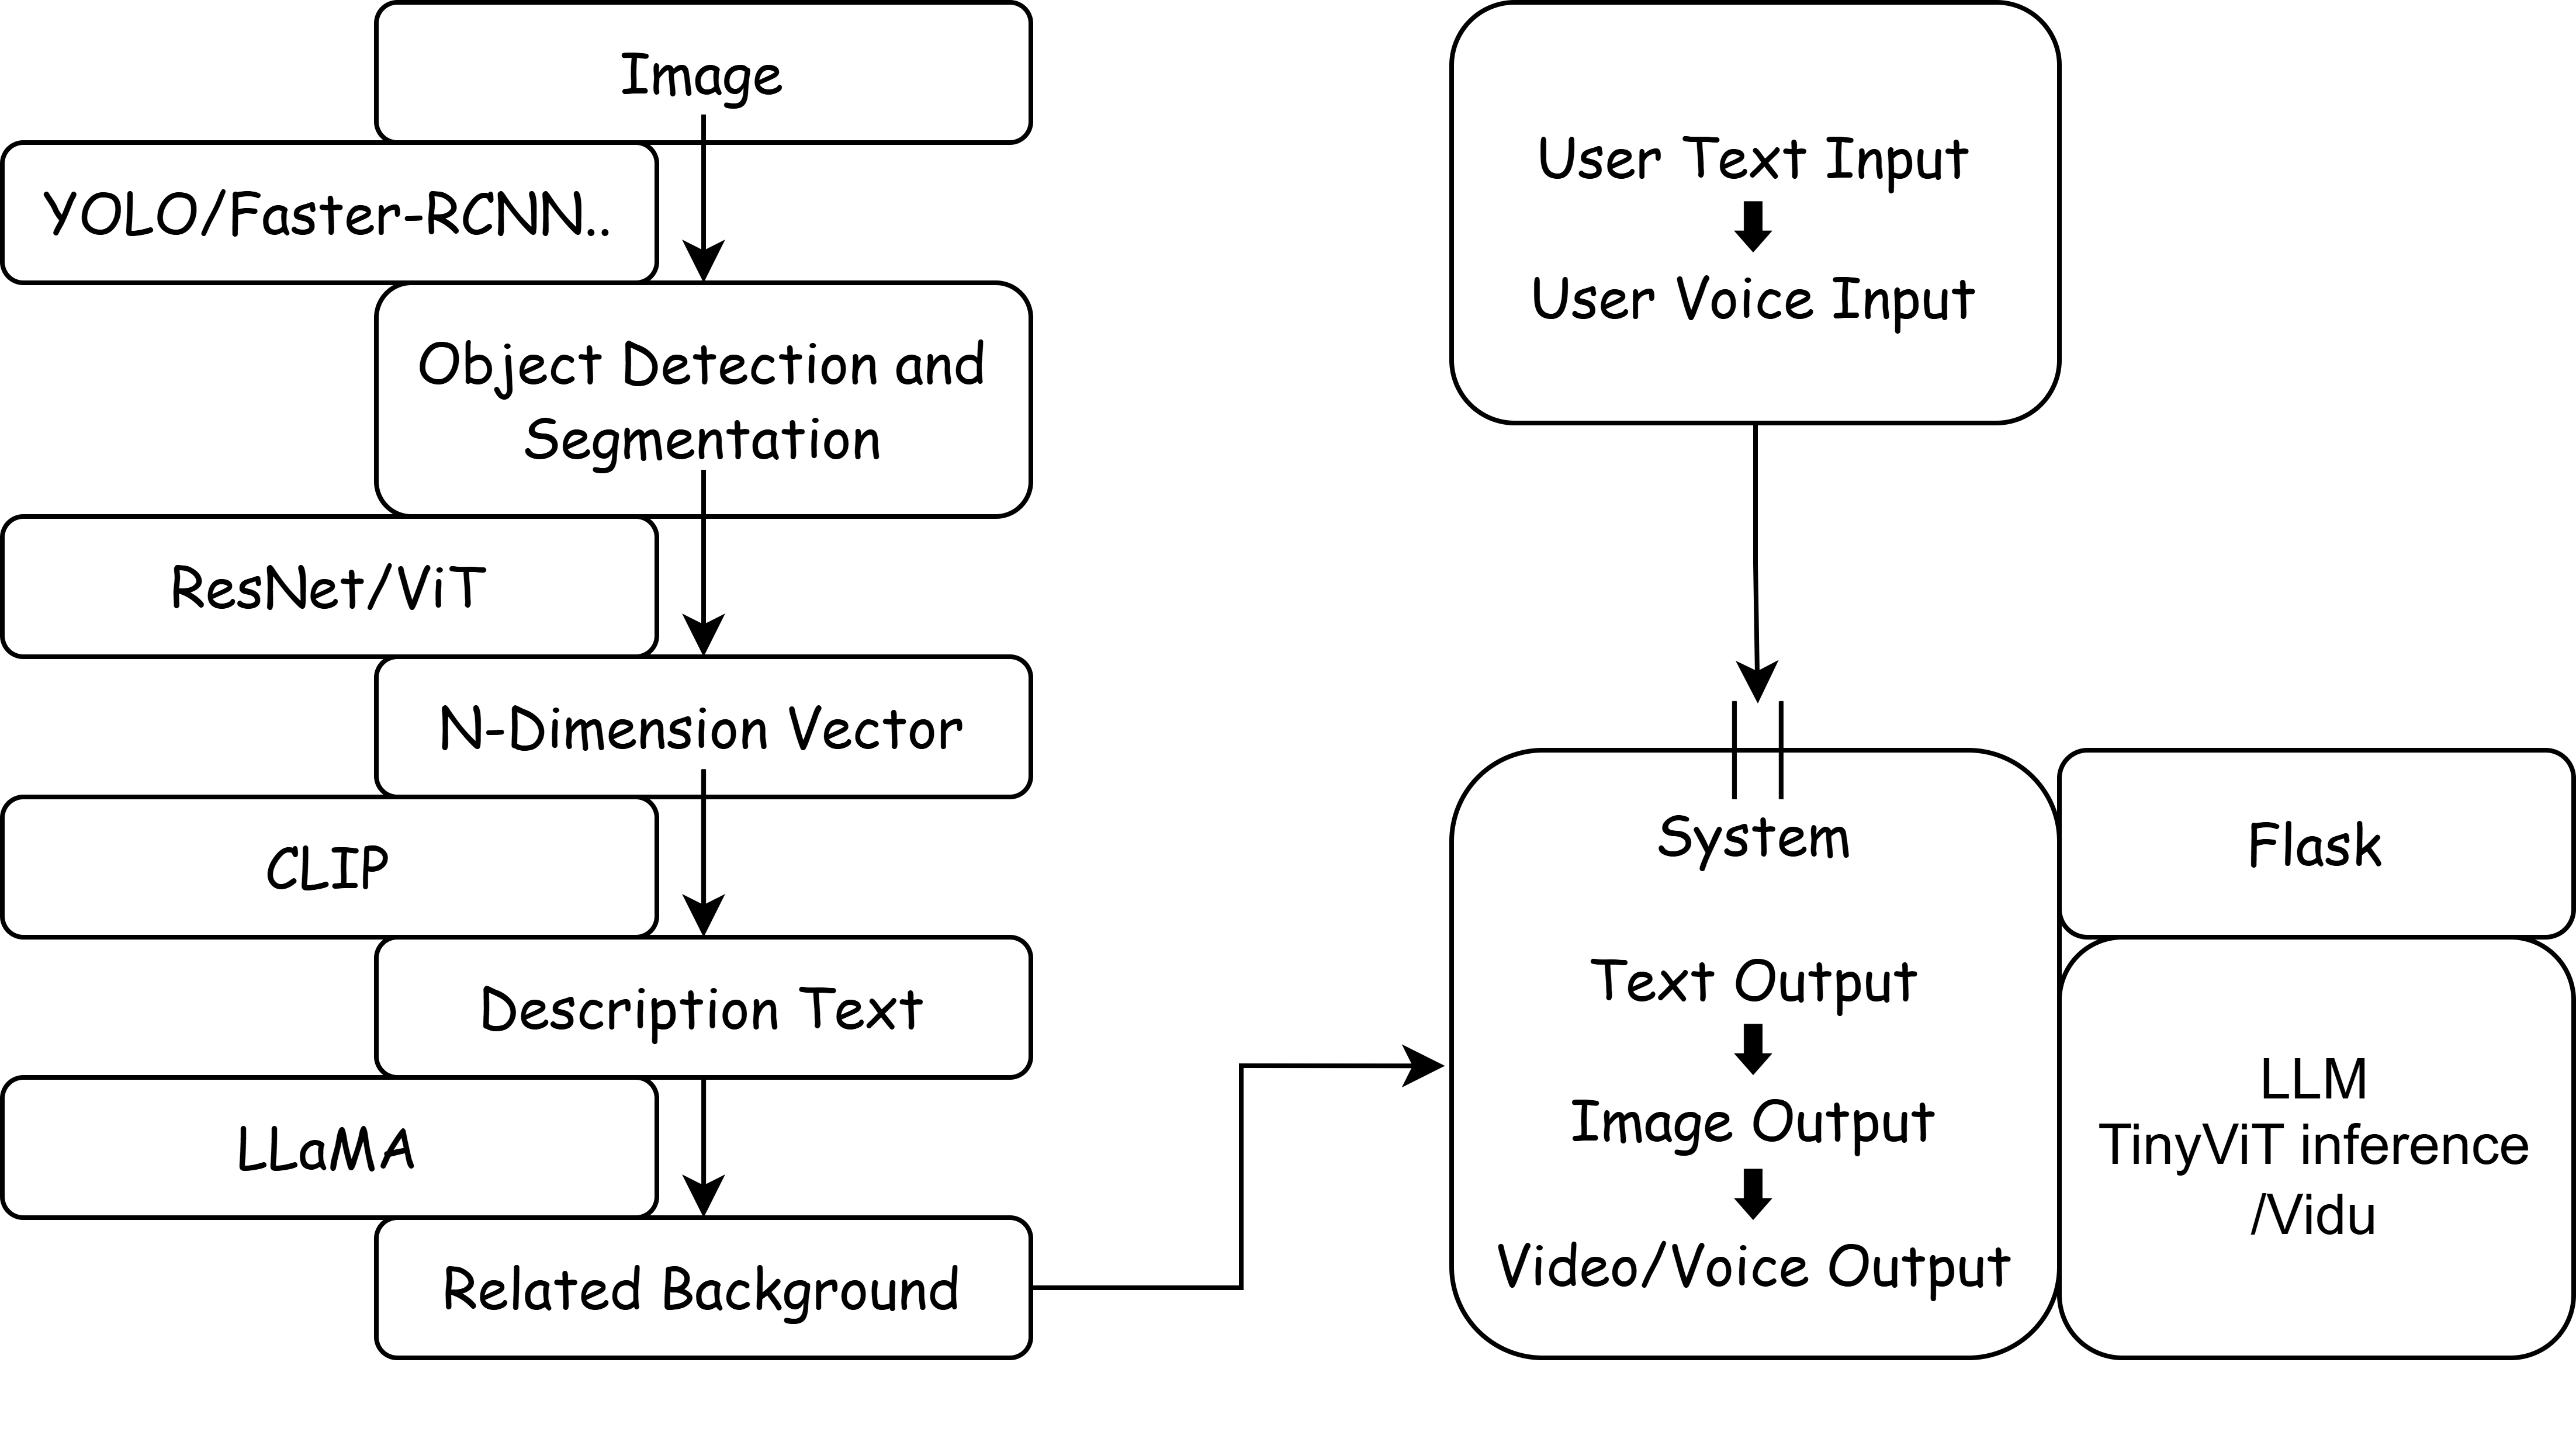 Image
YOLO/Faster-RCNN..
Object Detection and
Segmentation
ResNet/ViT
N-Dimension Vector
CLIP
Description Text
LLaMA
Related Background
User Text Input
User Voice Input
System
Text Output
Image Output
Video/Voice Output
Flask
LLM
TinyViT inference
/Vidu